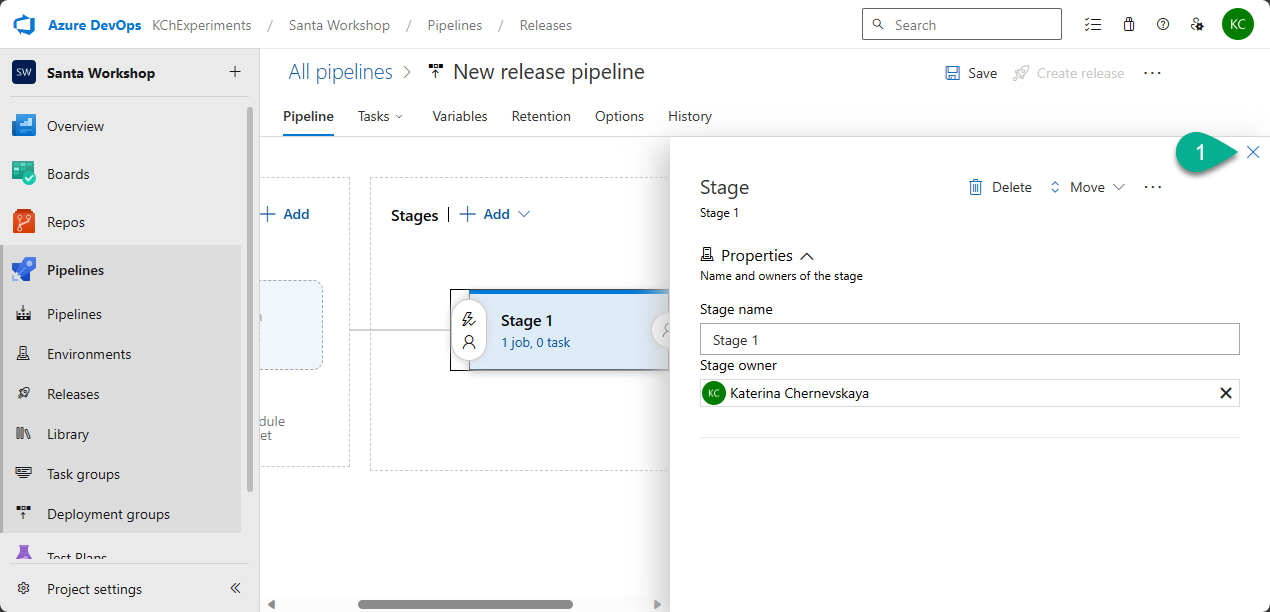 Azure DevOps KChExperiments / Santa Workshop / Pipelines / Releases
Search
KC
SW Santa Workshop
Overview
Boards
Repos
Pipelines
Pipelines
Environments
Releases
Library
Task groups
Deployment groups
Test Plans
Project settings
All pipelines > New release pipeline
Save
Create release
Pipeline
Tasks
Variables
Retention
Options
History
Add
dule
et
Stages | + Add
Stage 1
1 job, 0 task
1
Stage
Stage 1
Delete
Move
Properties
Name and owners of the stage
Stage name
Stage 1
Stage owner
KC Katerina Chernevskaya